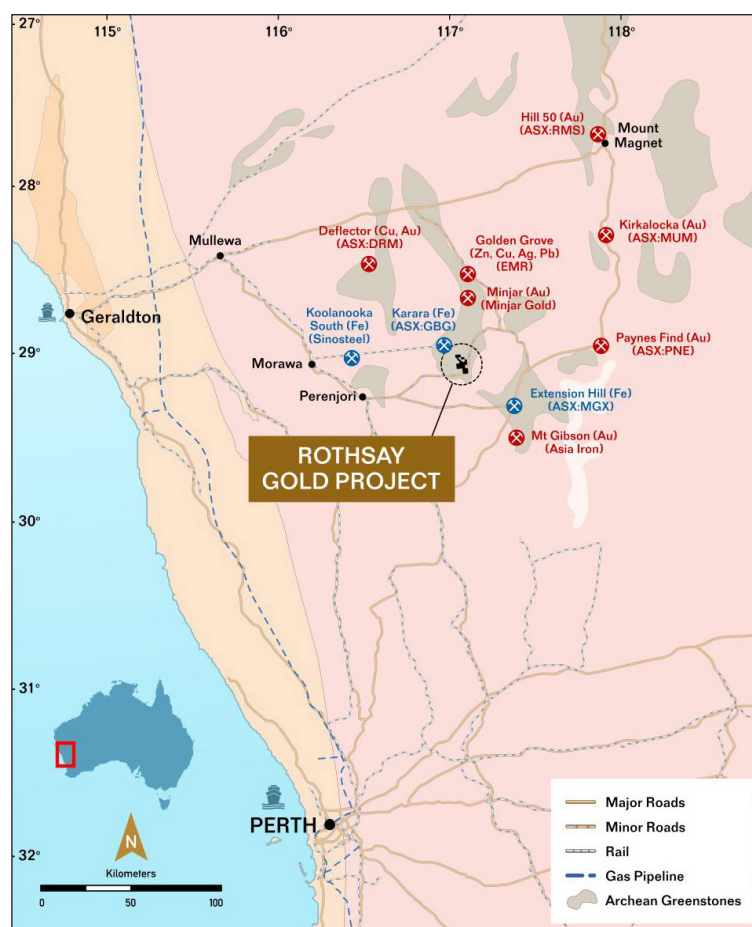 115°
116°
117°
118°
27°
28°
29°
30°
31°
32°
Hill 50 (Au)
(ASX:RMS)
Mount
Magnet
Kirkalocka (Au)
(ASX:MUM)
Deflector (Cu, Au)
(ASX:DRM)
Golden Grove
(Zn, Cu, Ag, Pb)
(EMR)
Minjar (Au)
(Minjar Gold)
Mullewa
Geraldton
Koolanooka
South (Fe)
(Sinosteel)
Karara (Fe)
(ASX:GBG)
Paynes Find (Au)
(ASX:PNE)
Morawa
Perenjori
Extension Hill (Fe)
(ASX:MGX)
Mt Gibson (Au)
(Asia Iron)
ROTHSAY
GOLD PROJECT
PERTH
N
Kilometers
0 50 100
Major Roads
Minor Roads
Rail
Gas Pipeline
Archean Greenstones